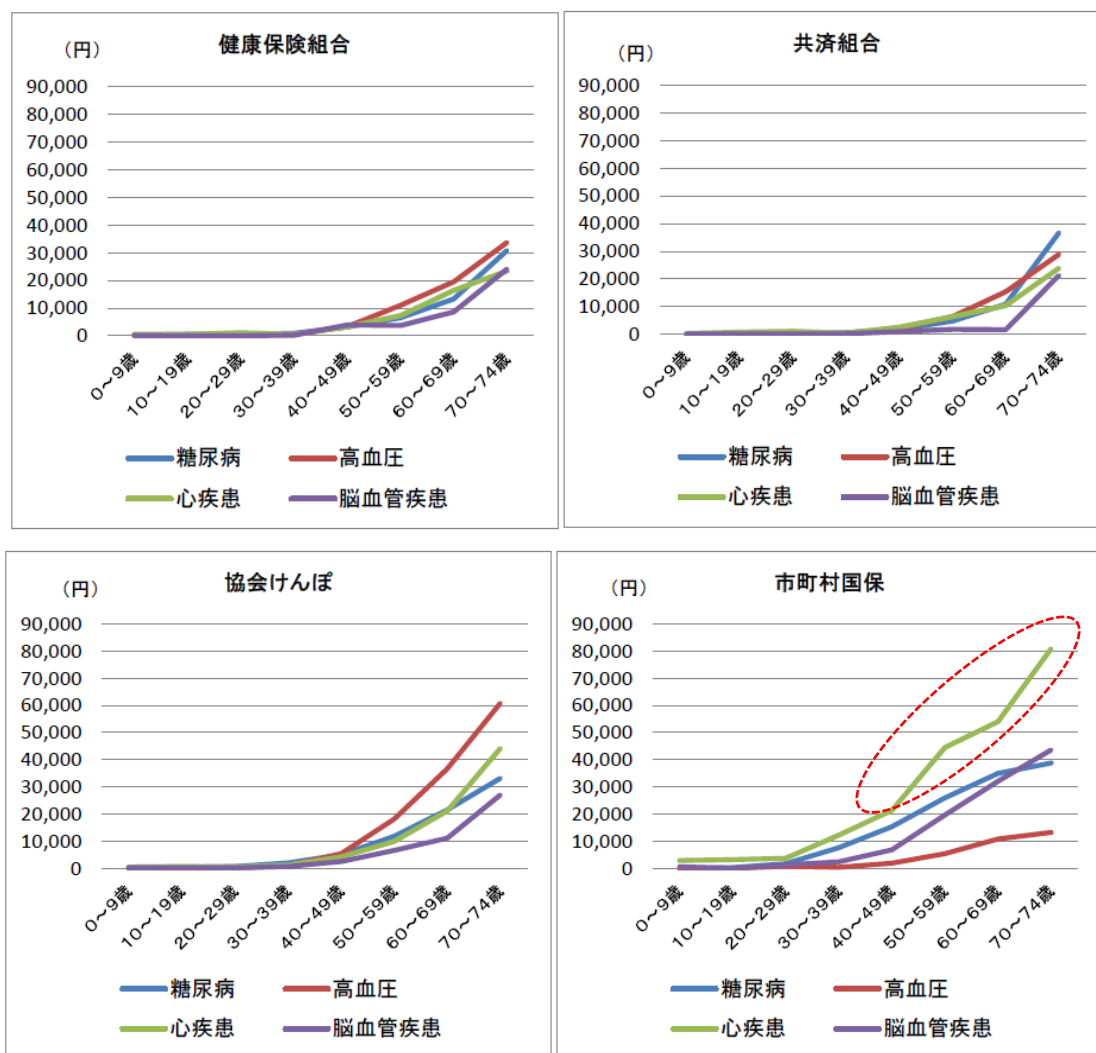 健康保険組合
（円）
90,000
80,000
70,000
60,000
50,000
40,000
30,000
20,000
10,000
0
0～9歳
10～19歳
20～29歳
30～39歳
40～49歳
50～59歳
60～69歳
70～74歳
糖尿病
高血圧
心疾患
脳血管疾患
共済組合
（円）
90,000
80,000
70,000
60,000
50,000
40,000
30,000
20,000
10,000
0
0～9歳
10～19歳
20～29歳
30～39歳
40～49歳
50～59歳
60～69歳
70～74歳
糖尿病
高血圧
心疾患
脳血管疾患
協会けんぽ
（円）
90,000
80,000
70,000
60,000
50,000
40,000
30,000
20,000
10,000
0
0～9歳
10～19歳
20～29歳
30～39歳
40～49歳
50～59歳
60～69歳
70～74歳
糖尿病
高血圧
心疾患
脳血管疾患
市町村国保
（円）
90,000
80,000
70,000
60,000
50,000
40,000
30,000
20,000
10,000
0
0～9歳
10～19歳
20～29歳
30～39歳
40～49歳
50～59歳
60～69歳
70～74歳
糖尿病
高血圧
心疾患
脳血管疾患